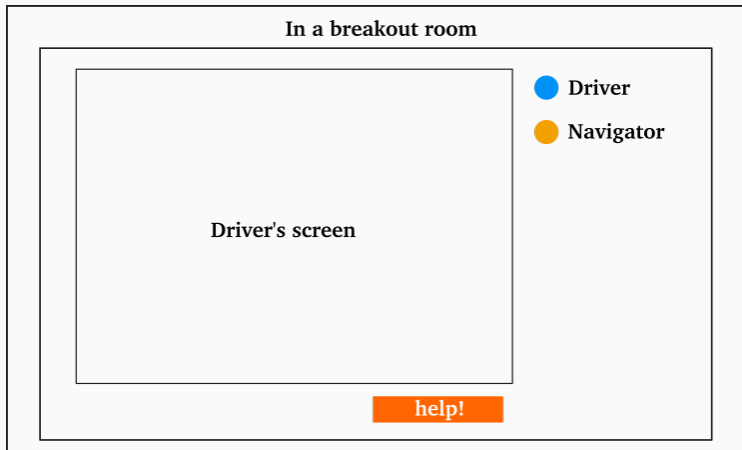 In a breakout room
Driver
Navigator
Driver's screen
help!